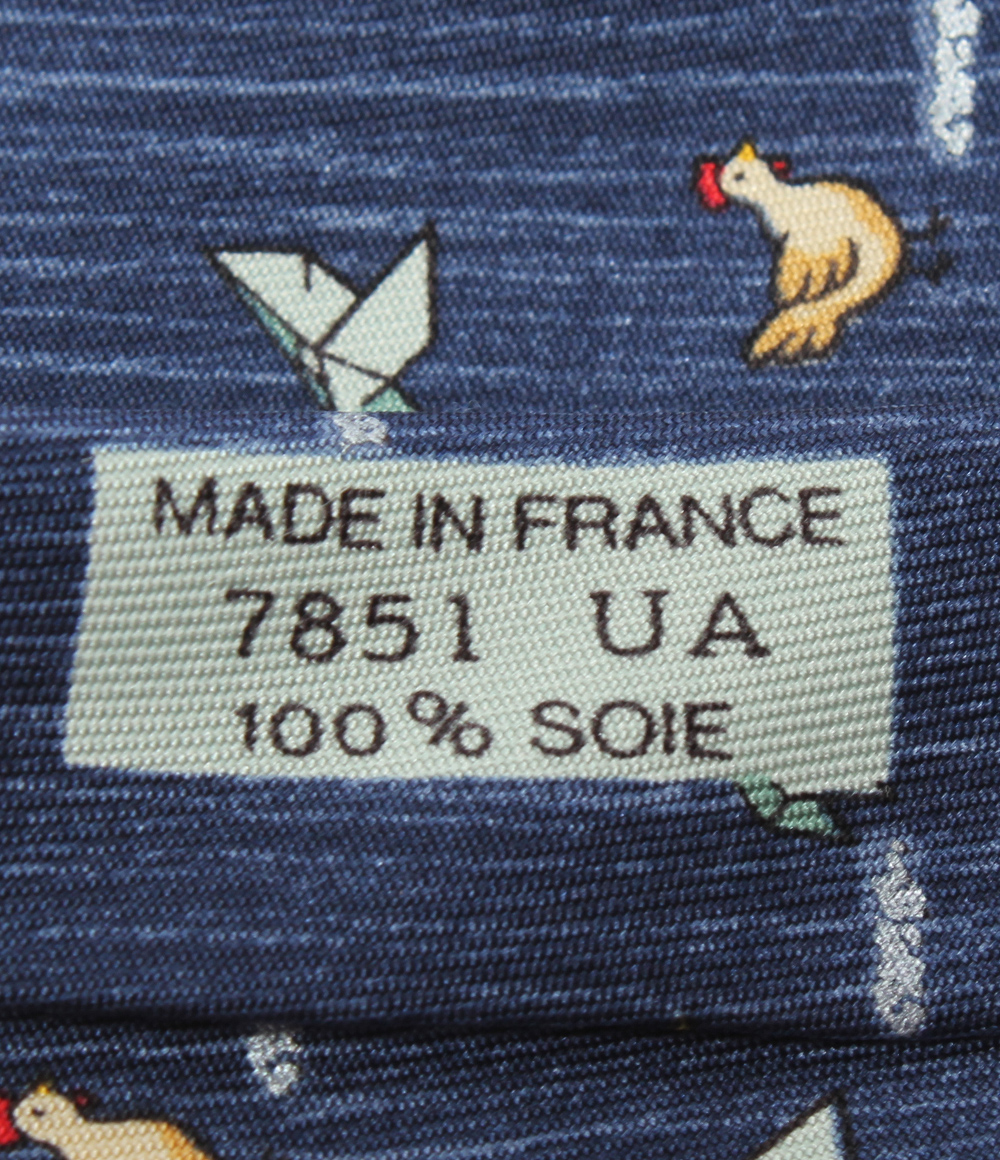 MADE IN FRANCE
7851 UA
100% SOIE